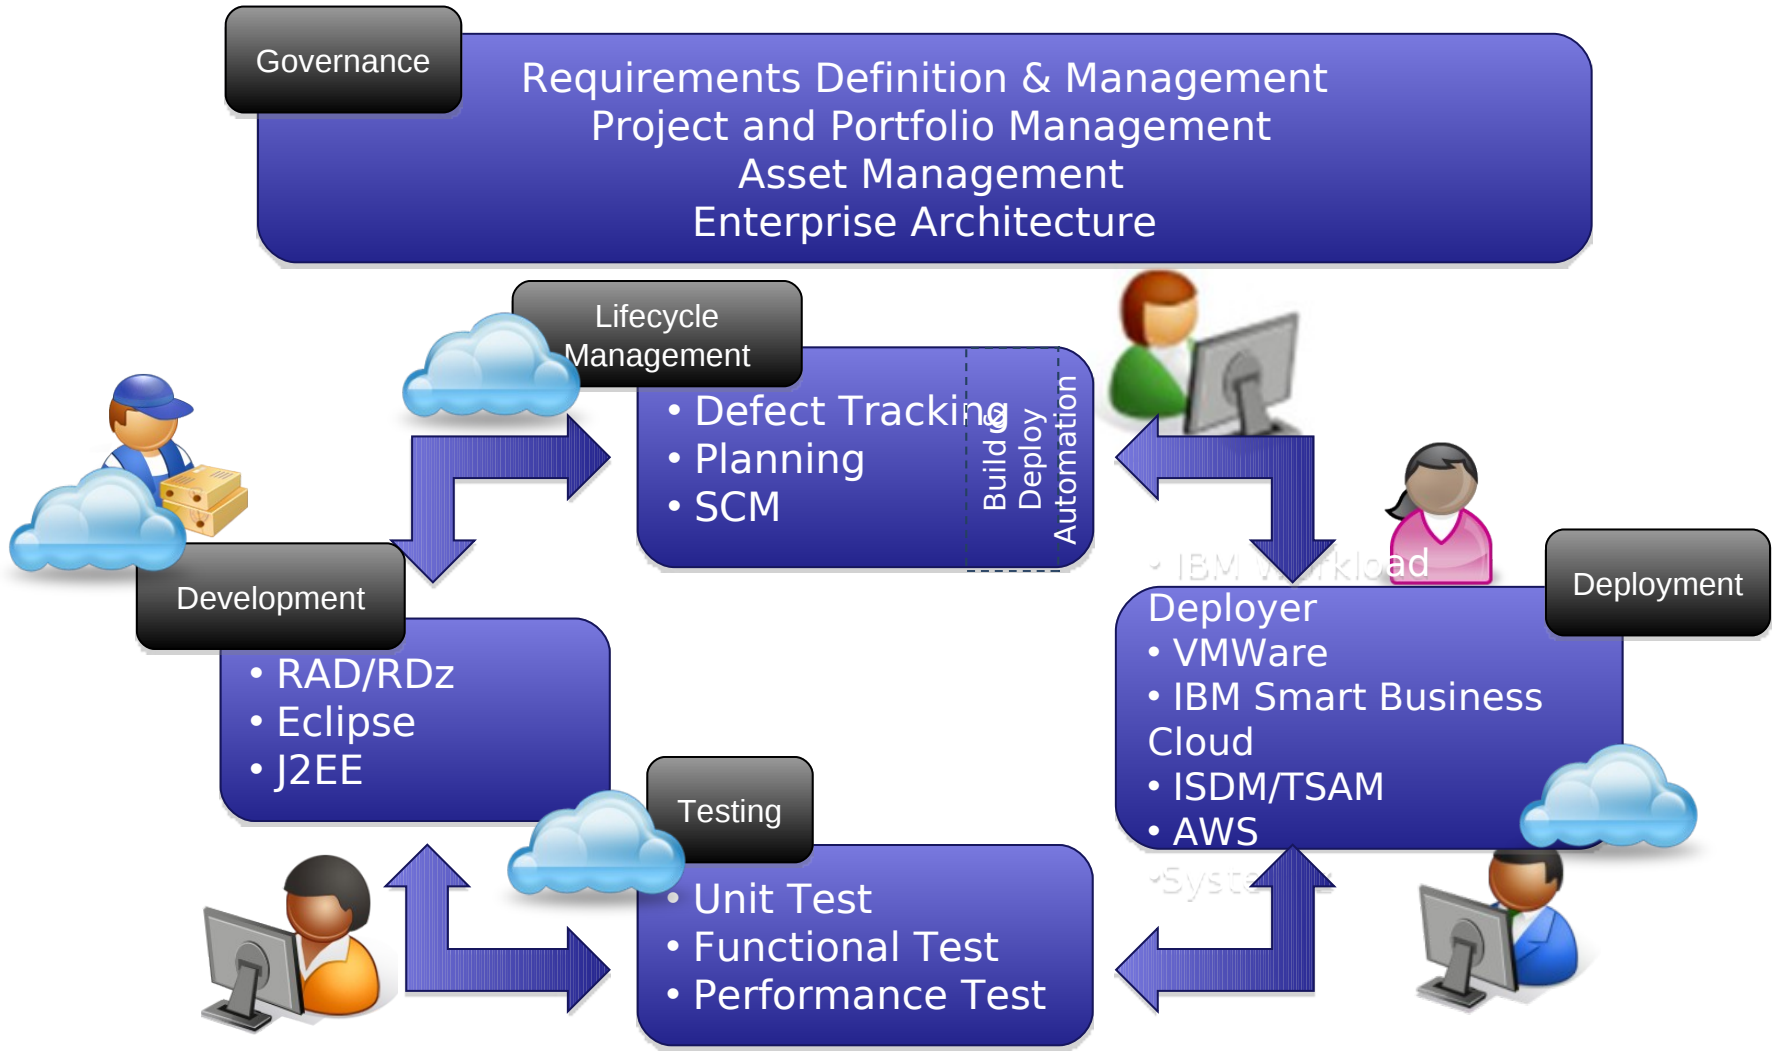 Governance
Requirements Definition & Management
Project and Portfolio Management
Asset Management
Enterprise Architecture
Lifecycle
Management
• Defect Tracking
• Planning
• SCM
Build &
Deploy
Automation
Development
• RAD/RDz
• Eclipse
• J2EE
Deployment
• IBM Workload
Deployer
• VMWare
• IBM Smart Business
Cloud
• ISDM/TSAM
• AWS
Testing
• Unit Test
• Functional Test
• Performance Test